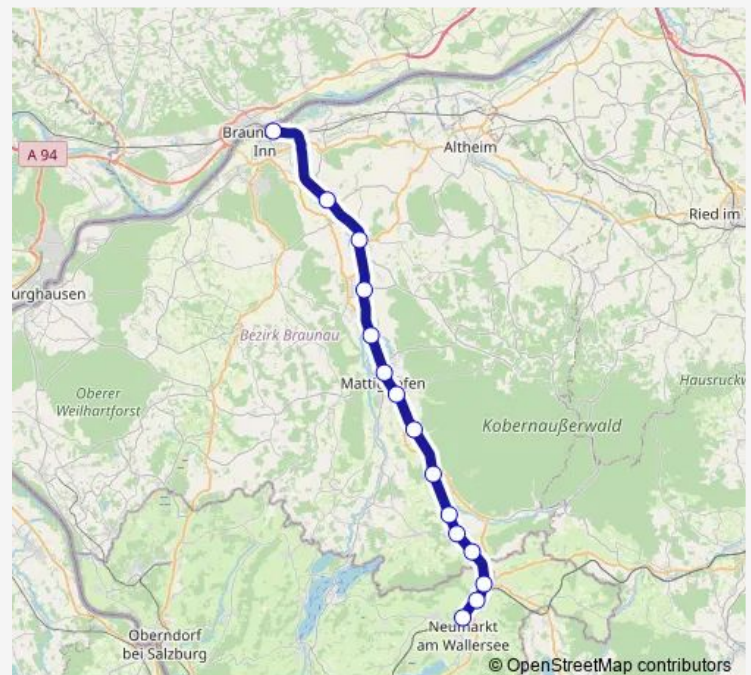 Braun
Inn
A 94
Altheim
Ried im
urghausen
Bezirk Braunau
Oberer
Weilhartforst
Hausruckw
Kobernaußerwald
Oberndorf
bei Salzburg
am Wallersee
© OpenStreetMap contributors